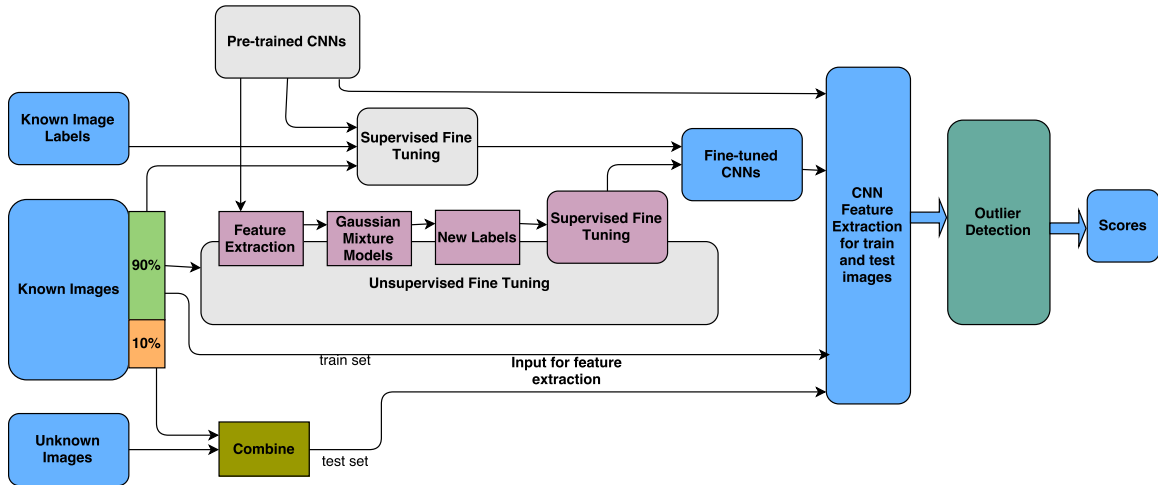 Pre-trained CNNs
Known Image
Labels
Supervised Fine
Tuning
Fine-tuned
CNNs
Known Images
90%
10%
Feature
Extraction
Gaussian
Mixture
Models
New Labels
Supervised Fine
Tuning
Unsupervised Fine Tuning
CNN
Feature
Extraction
for train
and test
images
Outlier
Detection
Scores
train set
Input for feature
extraction
Unknown
Images
Combine
test set